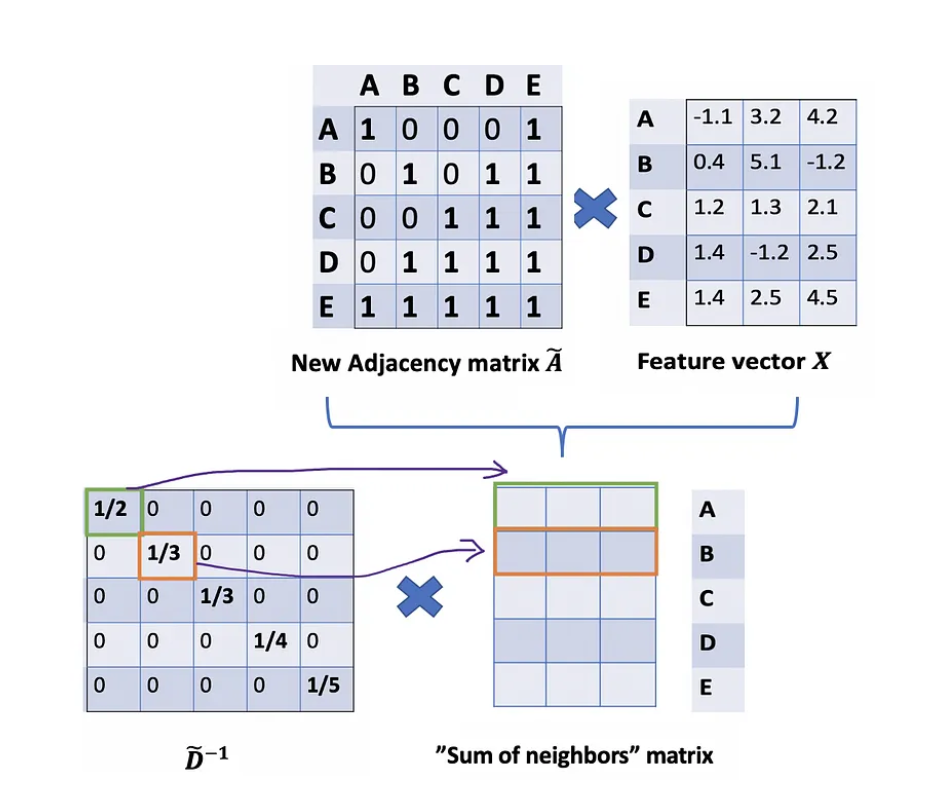 A B C D E
A 1 0 0 0 1
B 0 1 0 1 1
C 0 0 1 1 1
D 0 1 1 1 1
E 1 1 1 1 1
New Adjacency matrix Ã
A -1.1 3.2 4.2
B 0.4 5.1 -1.2
C 1.2 1.3 2.1
D 1.4 -1.2 2.5
E 1.4 2.5 4.5
Feature vector X
1/2 0 0 0 0
0 1/3 0 0 0
0 0 1/3 0 0
0 0 0 1/4 0
0 0 0 0 1/5
D̃⁻¹
A
B
C
D
E
”Sum of neighbors” matrix